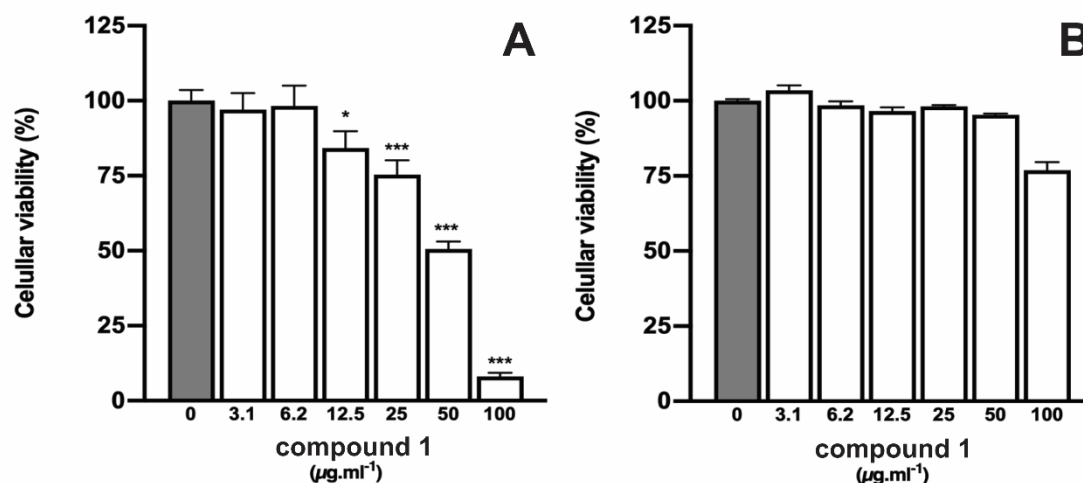 A
Celullar viability (%)
125
100
75
50
25
0
*
***
***
***
0 3.1 6.2 12.5 25 50 100
compound 1
(µg.ml⁻¹)
B
Celullar viability (%)
125
100
75
50
25
0
0 3.1 6.2 12.5 25 50 100
compound 1
(µg.ml⁻¹)